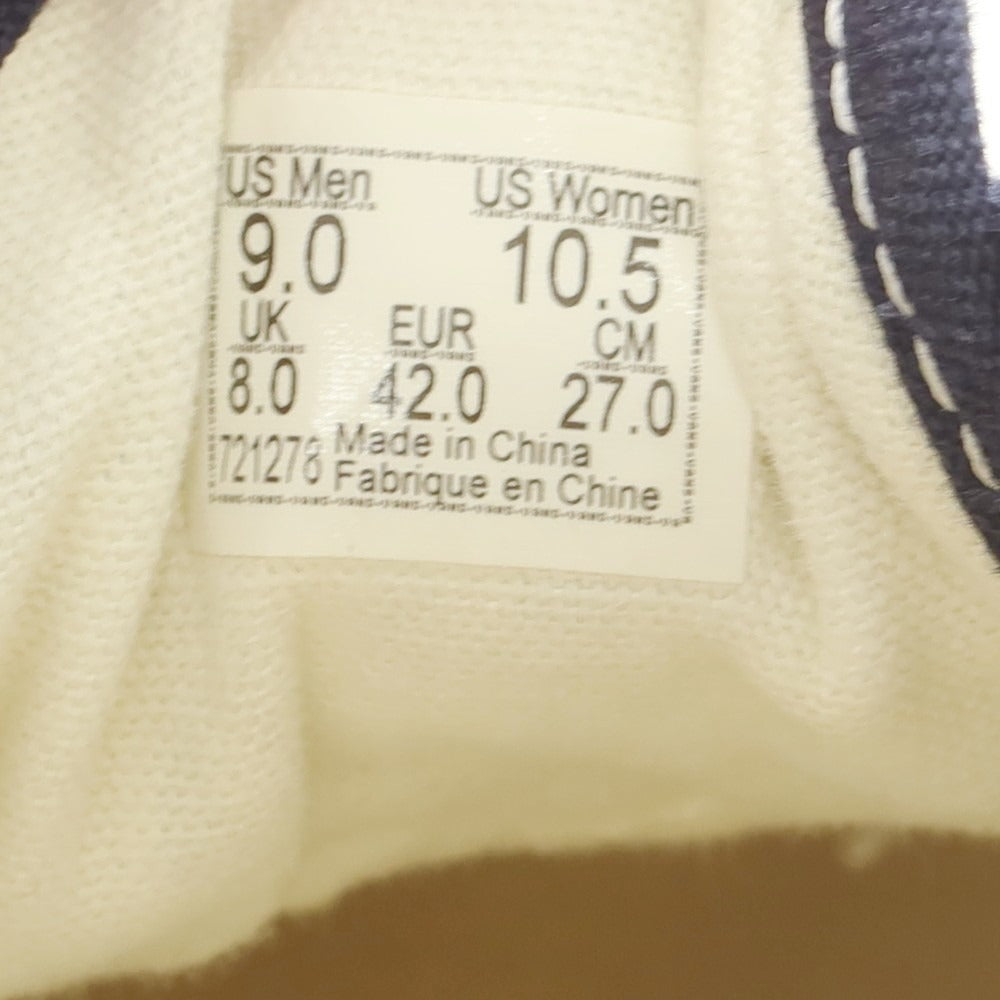 US Men US Women
9.0 10.5
UK EUR CM
8.0 42.0 27.0
721278 Made in China
Fabrique en Chine